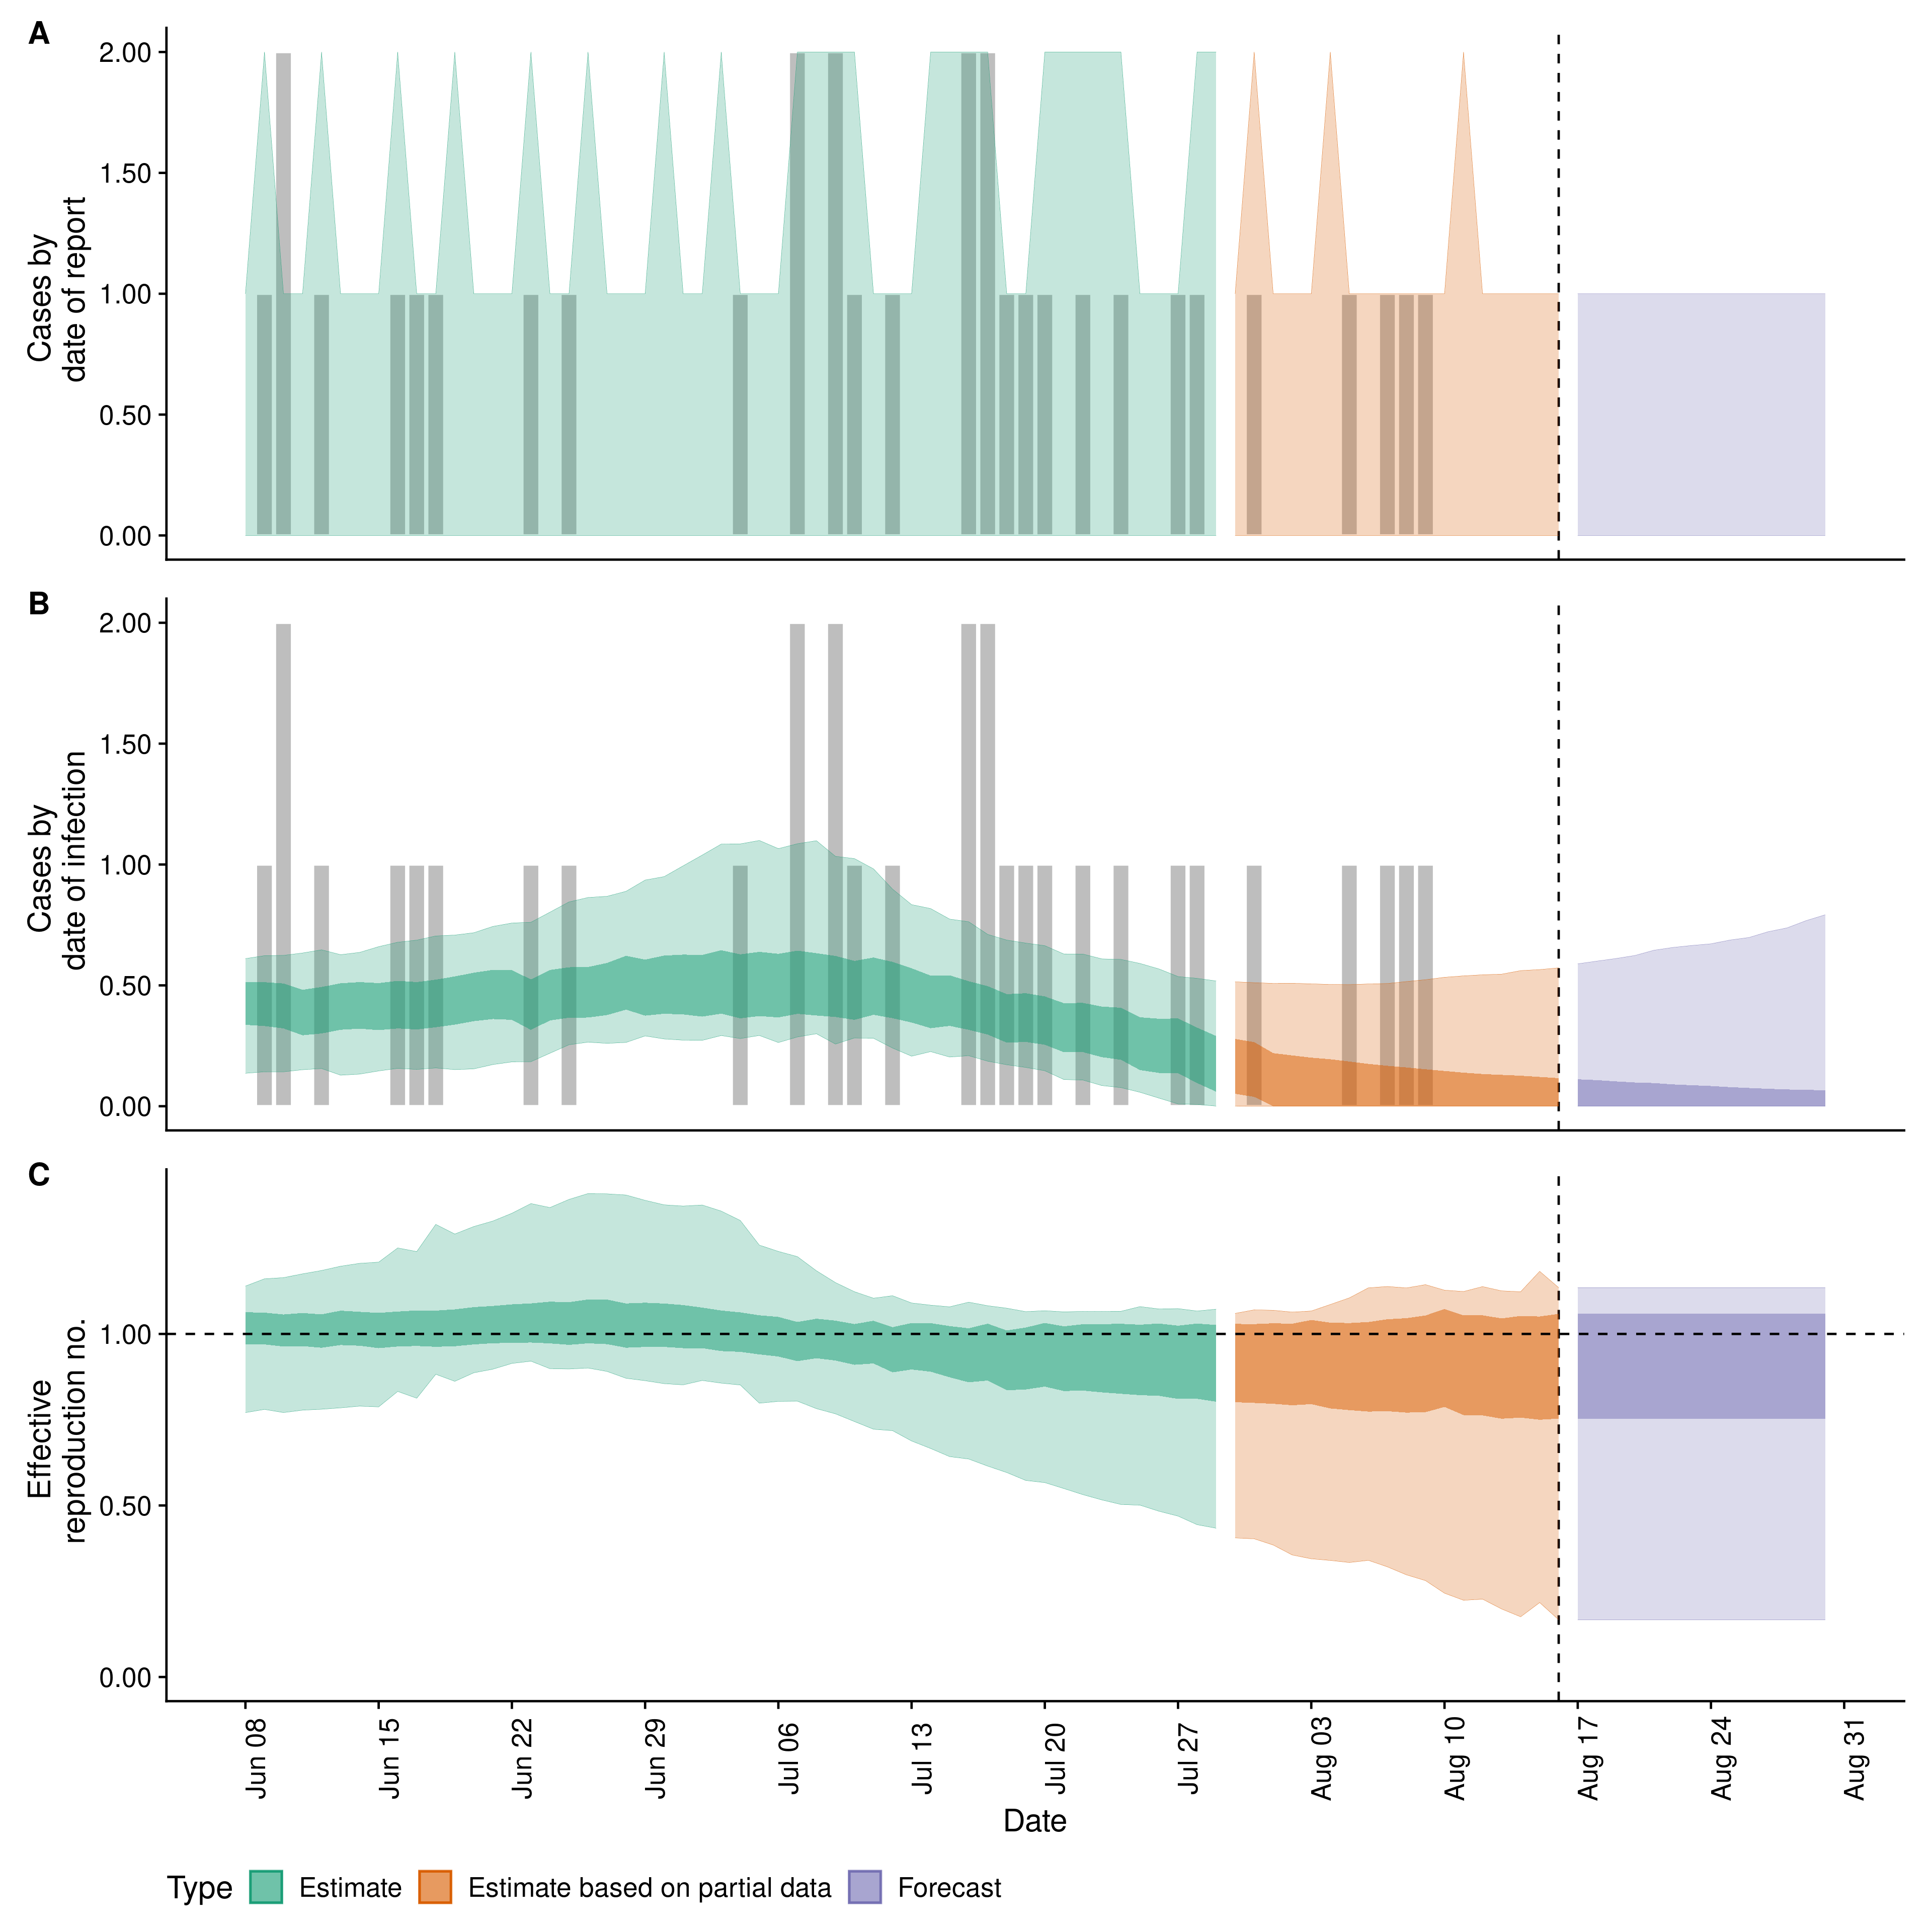 A
2.00
1.50
1.00
0.50
0.00
Cases by
date of report
B
2.00
1.50
1.00
0.50
0.00
Cases by
date of infection
C
1.00
0.50
0.00
Effective
reproduction no.
Jun 08
Jun 15
Jun 22
Jun 29
Jul 06
Jul 13
Jul 20
Jul 27
Aug 03
Aug 10
Aug 17
Aug 24
Aug 31
Date
Type Estimate Estimate based on partial data Forecast